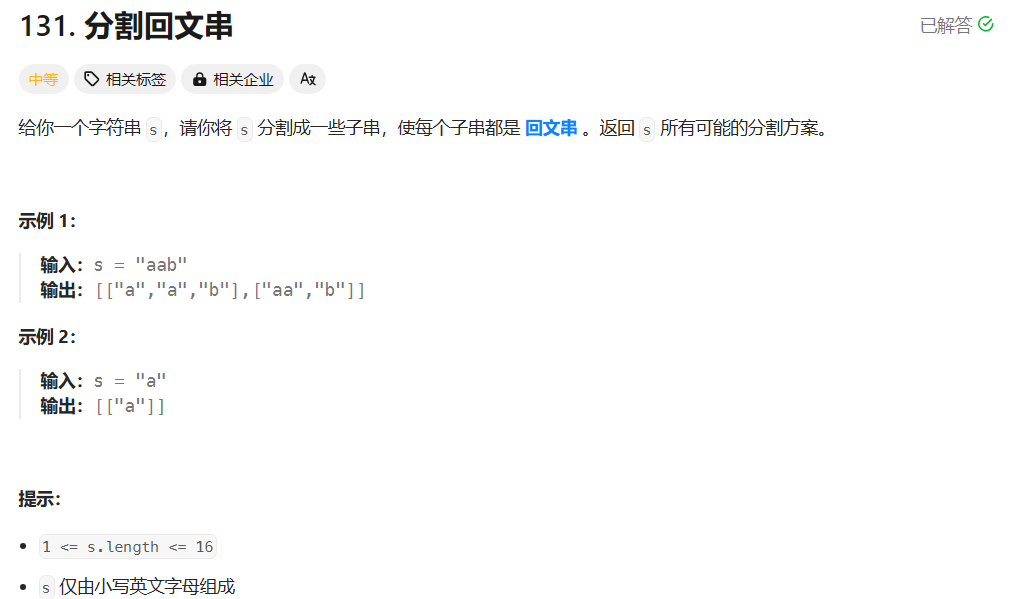 131. 分割回文串
已解答
中等
相关标签
相关企业
给你一个字符串 s，请你将 s 分割成一些子串，使每个子串都是 回文串 。返回 s 所有可能的分割方案。
示例 1：
输入：s = "aab"
输出：[["a","a","b"],["aa","b"]]
示例 2：
输入：s = "a"
输出：[["a"]]
提示：
1 <= s.length <= 16
s 仅由小写英文字母组成